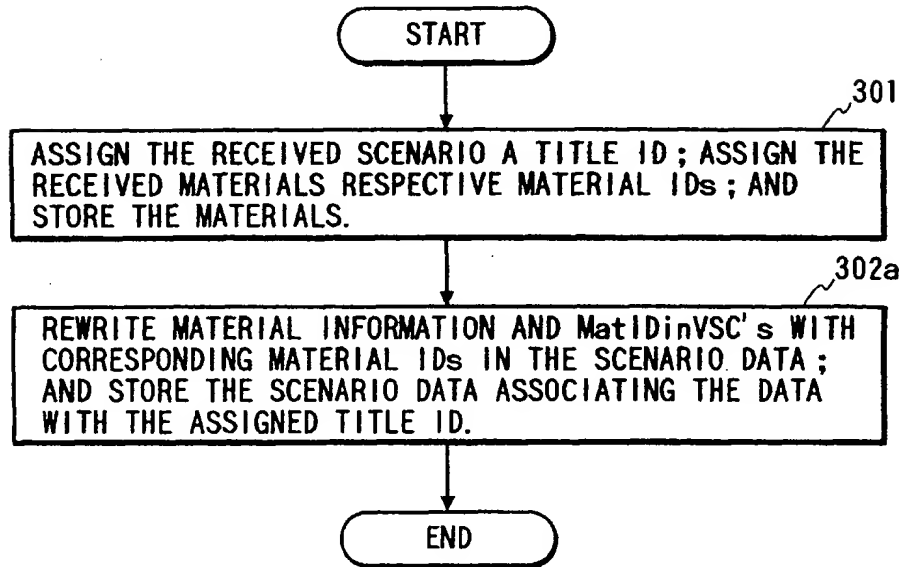 START
301
ASSIGN THE RECEIVED SCENARIO A TITLE ID; ASSIGN THE
RECEIVED MATERIALS RESPECTIVE MATERIAL IDs; AND
STORE THE MATERIALS.
302a
REWRITE MATERIAL INFORMATION AND MatIDinVSC's WITH
CORRESPONDING MATERIAL IDs IN THE SCENARIO DATA;
AND STORE THE SCENARIO DATA ASSOCIATING THE DATA
WITH THE ASSIGNED TITLE ID.
END